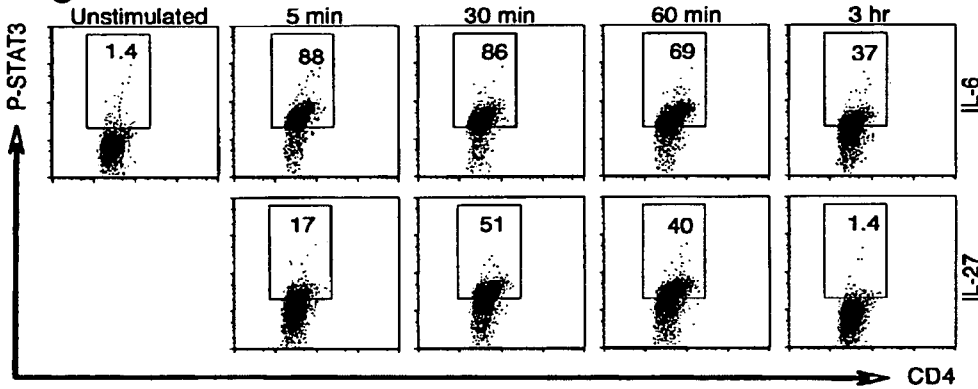 Unstimulated 5 min 30 min 60 min 3 hr
P-STAT3
1.4 88 86 69 37
IL-6
17 51 40 1.4
IL-27
CD4